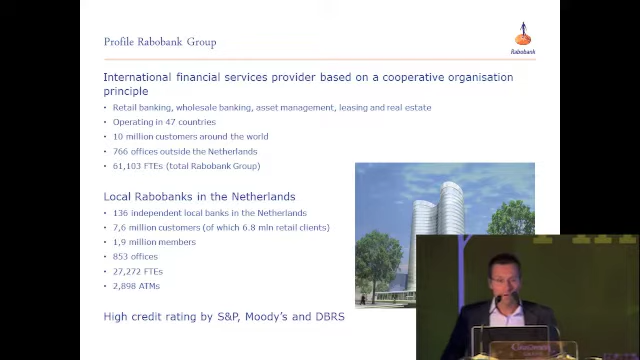 Profile Rabobank Group
Rabobank
International financial services provider based on a cooperative organisation
principle
• Retail banking, wholesale banking, asset management, leasing and real estate
• Operating in 47 countries
• 10 million customers around the world
• 766 offices outside the Netherlands
• 61,103 FTEs (total Rabobank Group)
Local Rabobanks in the Netherlands
• 136 independent local banks in the Netherlands
• 7,6 million customers (of which 6.8 mln retail clients)
• 1,9 million members
• 853 offices
• 27,272 FTEs
• 2,898 ATMs
High credit rating by S&P, Moody's and DBRS